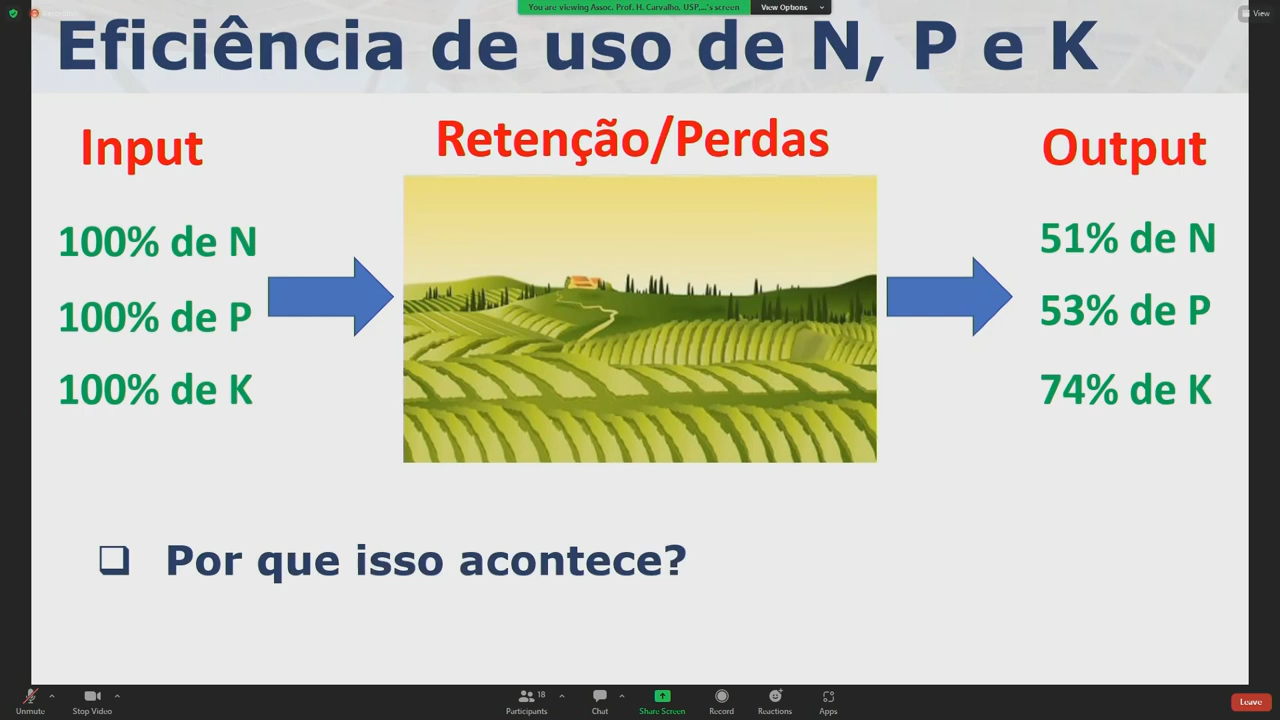 You are viewing Assoc. Prof. H. Carvalho, USP,...'s screen
View Options
View
Eficiência de uso de N, P e K
Input
Retenção/Perdas
Output
100% de N
51% de N
100% de P
53% de P
100% de K
74% de K
Por que isso acontece?
Unmute
Stop Video
18
Participants
Chat
Share Screen
Record
Reactions
Apps
Leave